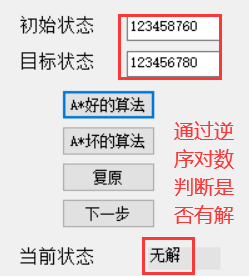 初始状态 123458760
目标状态 123456780
A*好的算法
A*坏的算法
复原
下一步
通过逆
序对数
判断是
否有解
当前状态 无解